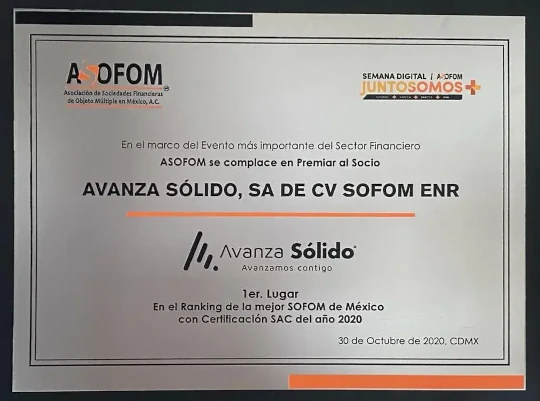 ASOFOM
Asociación de Sociedades Financieras
de Objeto Múltiple en México, A.C.
SEMANA DIGITAL | ASOFOM
JUNTOSOMOS+
En el marco del Evento más importante del Sector Financiero
ASOFOM se complace en Premiar al Socio
AVANZA SÓLIDO, SA DE CV SOFOM ENR
Avanza Sólido
Avanzamos contigo
1er. Lugar
En el Ranking de la mejor SOFOM de México
con Certificación SAC del año 2020
30 de Octubre de 2020, CDMX